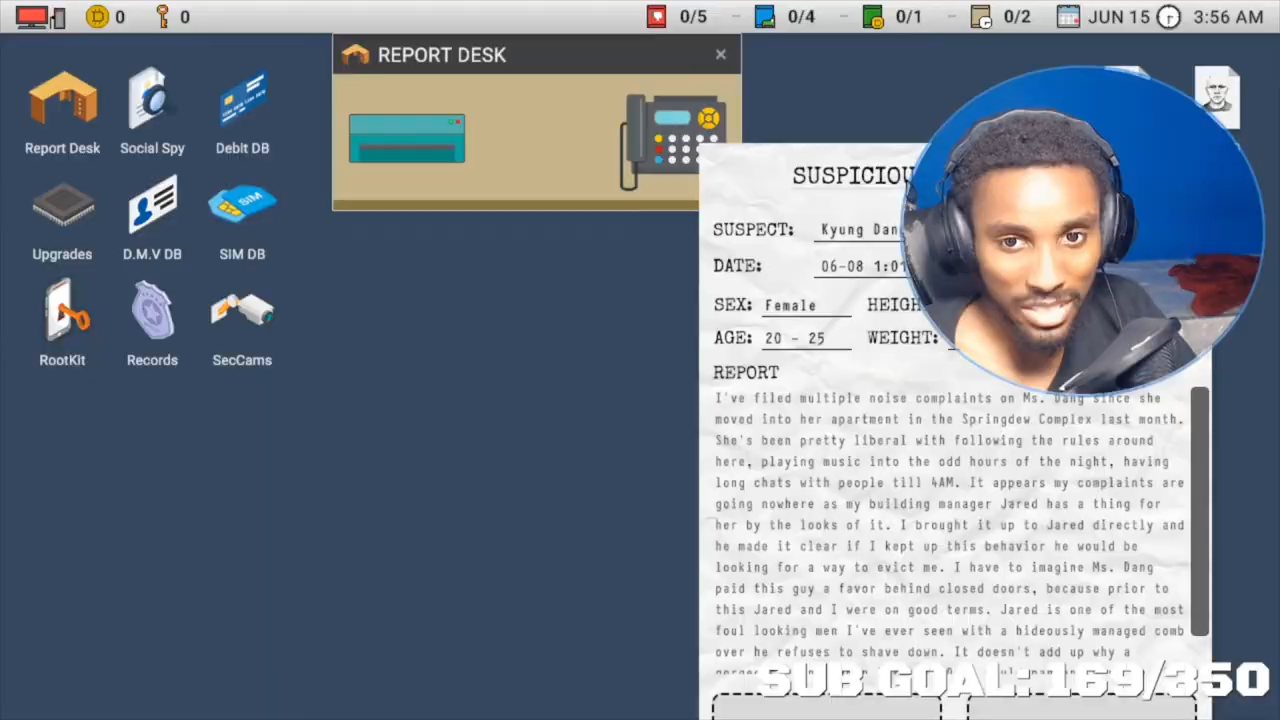 0
0
0/5
0/4
0/1
0/2
JUN 15
3:56 AM
REPORT DESK
×
Report Desk
Social Spy
Debit DB
Upgrades
D.M.V DB
SIM
SIM DB
RootKit
Records
SecCams
SUSPICIOU
SUSPECT: Kyung Dan
DATE: 06-08 1:01
SEX: Female HEIGH
AGE: 20 - 25 WEIGHT:
REPORT
I've filed multiple noise complaints on Ms. Dang since she
moved into her apartment in the Springdew Complex last month.
She's been pretty liberal with following the rules around
here, playing music into the odd hours of the night, having
long chats with people till 4AM. It appears my complaints are
going nowhere as my building manager Jared has a thing for
her by the looks of it. I brought it up to Jared directly and
he made it clear if I kept up this behavior he would be
looking for a way to evict me. I have to imagine Ms. Dang
paid this guy a favor behind closed doors, because prior to
this Jared and I were on good terms. Jared is one of the most
foul looking men I've ever seen with a hideously managed comb
over he refuses to shave down. It doesn't add up why a
SUB GOAL: 169/350